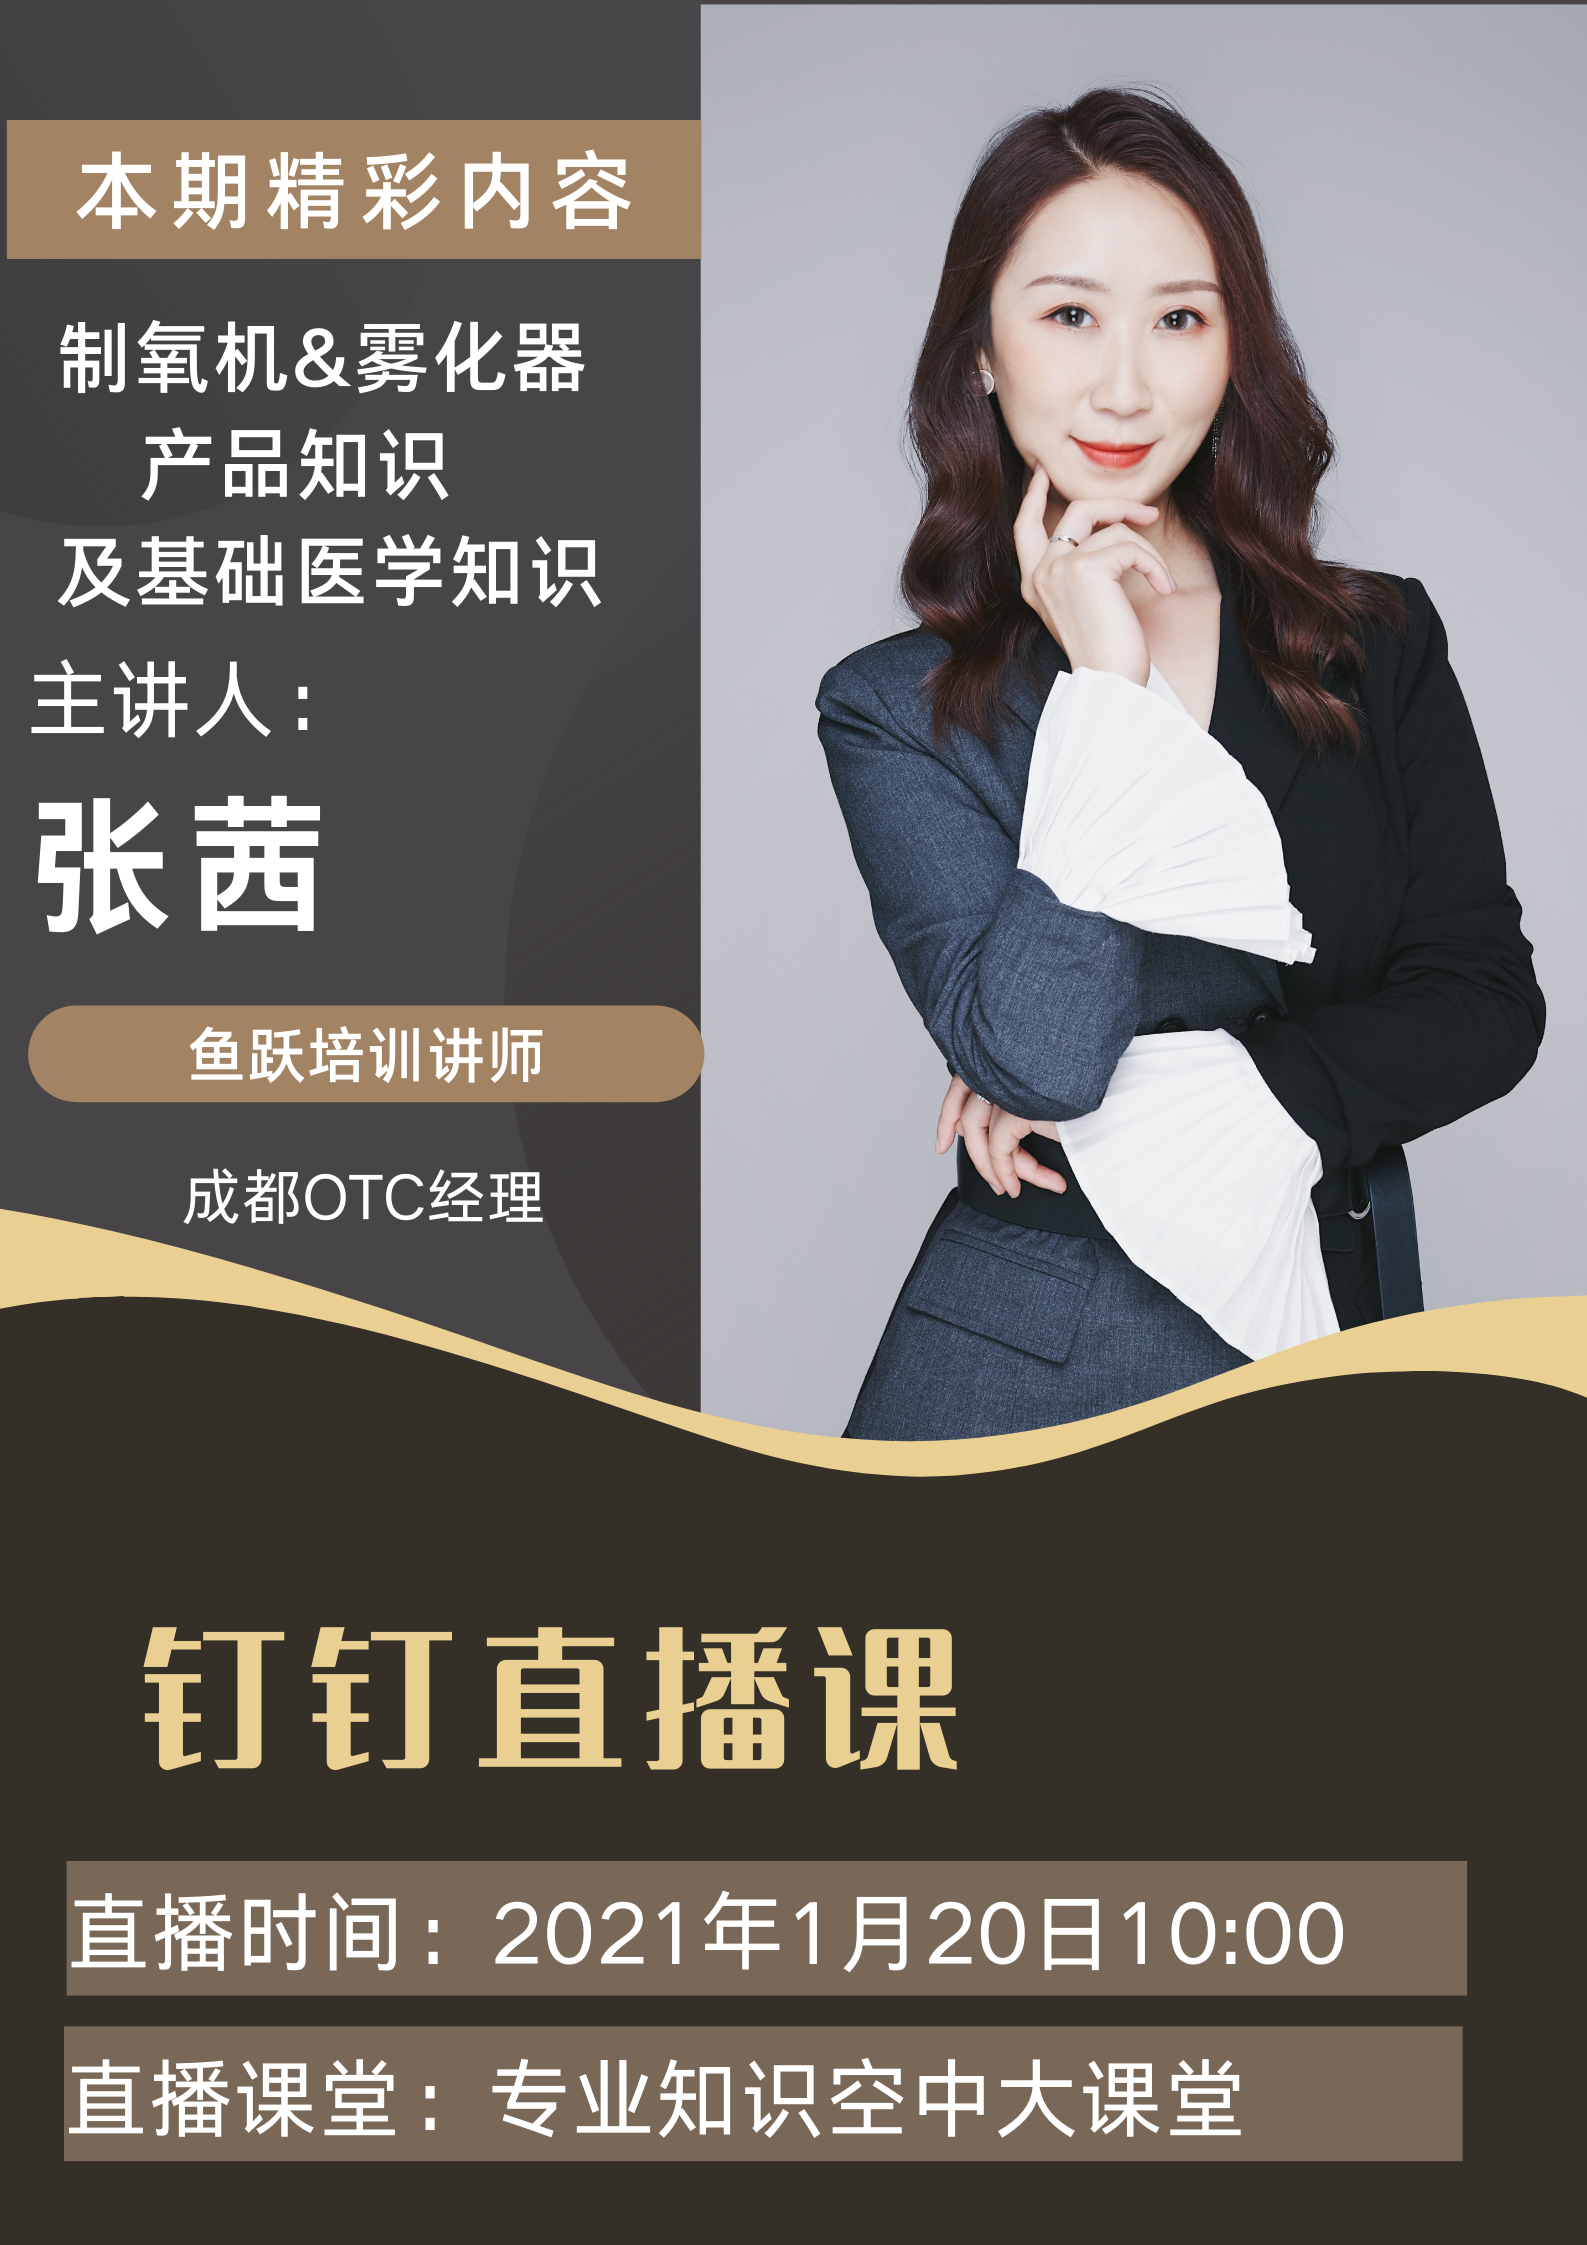 本期精彩内容
制氧机&雾化器
产品知识
及基础医学知识
主讲人：
张茜
鱼跃培训讲师
成都OTC经理
钉钉直播课
直播时间：2021年1月20日10:00
直播课堂：专业知识空中大课堂